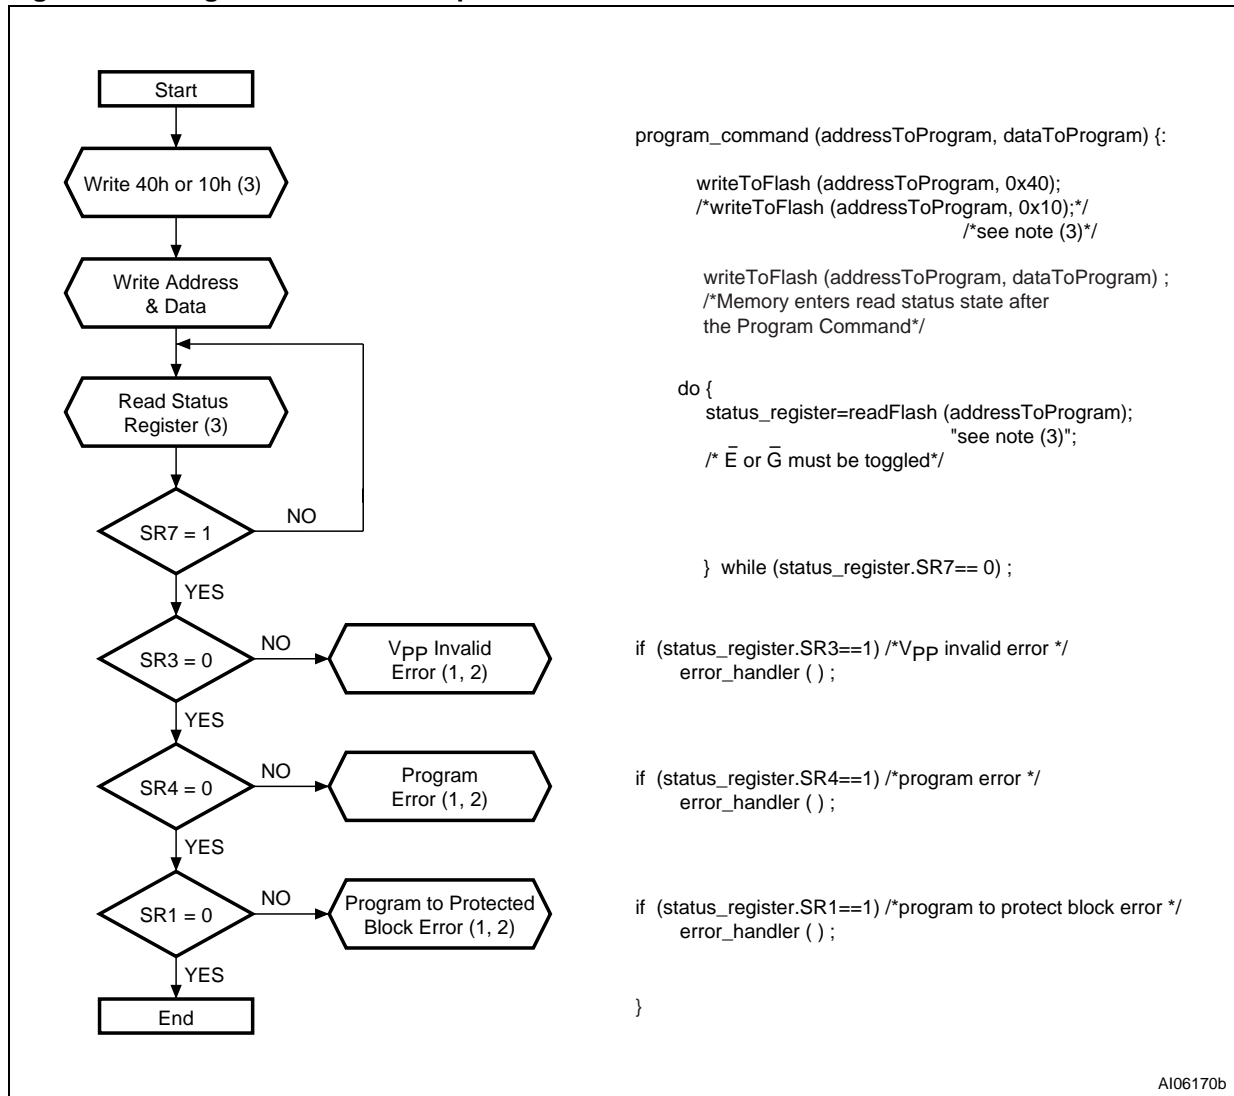 Start
Write 40h or 10h (3)
Write Address
& Data
Read Status
Register (3)
SR7 = 1
NO
YES
SR3 = 0
NO
VPP Invalid
Error (1, 2)
YES
SR4 = 0
NO
Program
Error (1, 2)
YES
SR1 = 0
NO
Program to Protected
Block Error (1, 2)
YES
End
program_command (addressToProgram, dataToProgram) {:
writeToFlash (addressToProgram, 0x40);
/*writeToFlash (addressToProgram, 0x10);*/
/*see note (3)*/
writeToFlash (addressToProgram, dataToProgram) ;
/*Memory enters read status state after
the Program Command*/
do {
status_register=readFlash (addressToProgram);
"see note (3)";
/* E̅ or G̅ must be toggled*/
} while (status_register.SR7== 0) ;
if (status_register.SR3==1) /*VPP invalid error */
error_handler ( ) ;
if (status_register.SR4==1) /*program error */
error_handler ( ) ;
if (status_register.SR1==1) /*program to protect block error */
error_handler ( ) ;
}
AI06170b